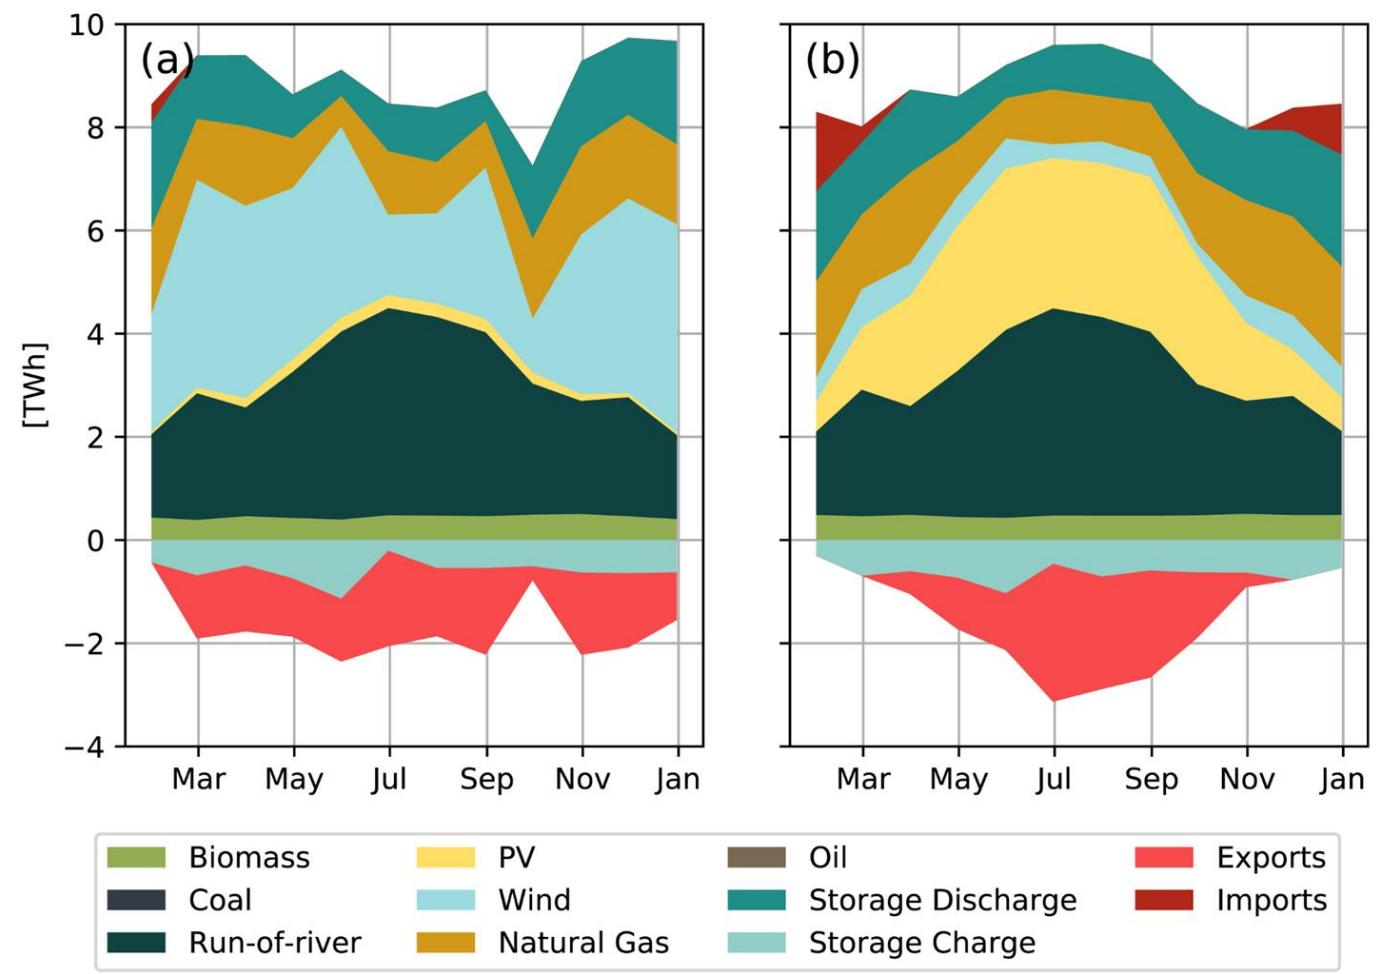 (a)
(b)
10
8
6
4
2
0
−2
−4
[TWh]
Mar May Jul Sep Nov Jan
Mar May Jul Sep Nov Jan
Biomass PV Oil Exports
Coal Wind Storage Discharge Imports
Run-of-river Natural Gas Storage Charge